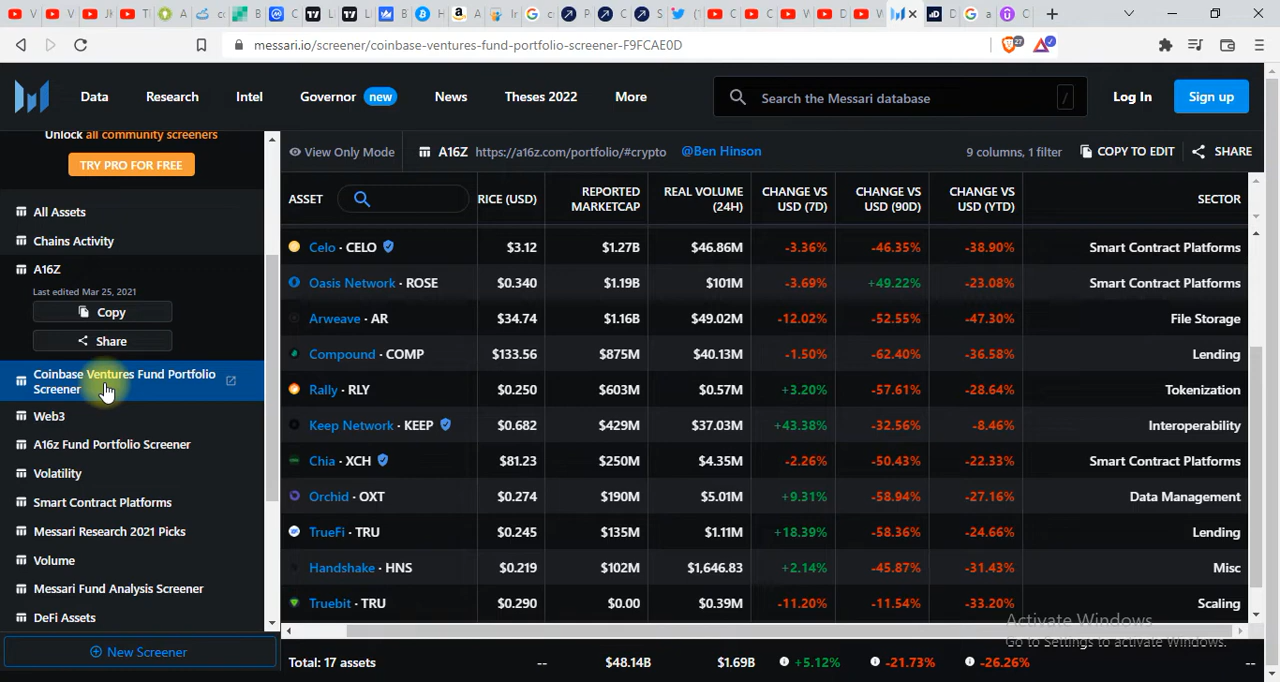 messari.io/screener/coinbase-ventures-fund-portfolio-screener-F9FCAE0D
27
Data
Research
Intel
Governor new
News
Theses 2022
More
Search the Messari database /
Log In
Sign up
Unlock all community screeners
TRY PRO FOR FREE
All Assets
Chains Activity
A16Z
Last edited Mar 25, 2021
Copy
Share
Coinbase Ventures Fund Portfolio
Screener
Web3
A16z Fund Portfolio Screener
Volatility
Smart Contract Platforms
Messari Research 2021 Picks
Volume
Messari Fund Analysis Screener
DeFi Assets
New Screener
View Only Mode A16Z https://a16z.com/portfolio/#crypto @Ben Hinson 9 columns, 1 filter COPY TO EDIT SHARE
ASSET RICE (USD) REPORTED MARKETCAP REAL VOLUME (24H) CHANGE VS USD (7D) CHANGE VS USD (90D) CHANGE VS USD (YTD) SECTOR
Celo · CELO $3.12 $1.27B $46.86M -3.36% -46.35% -38.90% Smart Contract Platforms
Oasis Network · ROSE $0.340 $1.19B $101M -3.69% +49.22% -23.08% Smart Contract Platforms
Arweave · AR $34.74 $1.16B $49.02M -12.02% -52.55% -47.30% File Storage
Compound · COMP $133.56 $875M $40.13M -1.50% -62.40% -36.58% Lending
Rally · RLY $0.250 $603M $0.57M +3.20% -57.61% -28.64% Tokenization
Keep Network · KEEP $0.682 $429M $37.03M +43.38% -32.56% -8.46% Interoperability
Chia · XCH $81.23 $250M $4.35M -2.26% -50.43% -22.33% Smart Contract Platforms
Orchid · OXT $0.274 $190M $5.01M +9.31% -58.94% -27.16% Data Management
TrueFi · TRU $0.245 $135M $1.11M +18.39% -58.36% -24.66% Lending
Handshake · HNS $0.219 $102M $1,646.83 +2.14% -45.87% -31.43% Misc
Truebit · TRU $0.290 $0.00 $0.39M -11.20% -11.54% -33.20% Scaling
Total: 17 assets -- $48.14B $1.69B +5.12% -21.73% -26.26% --
Activate Windows
Go to Settings to activate Windows.